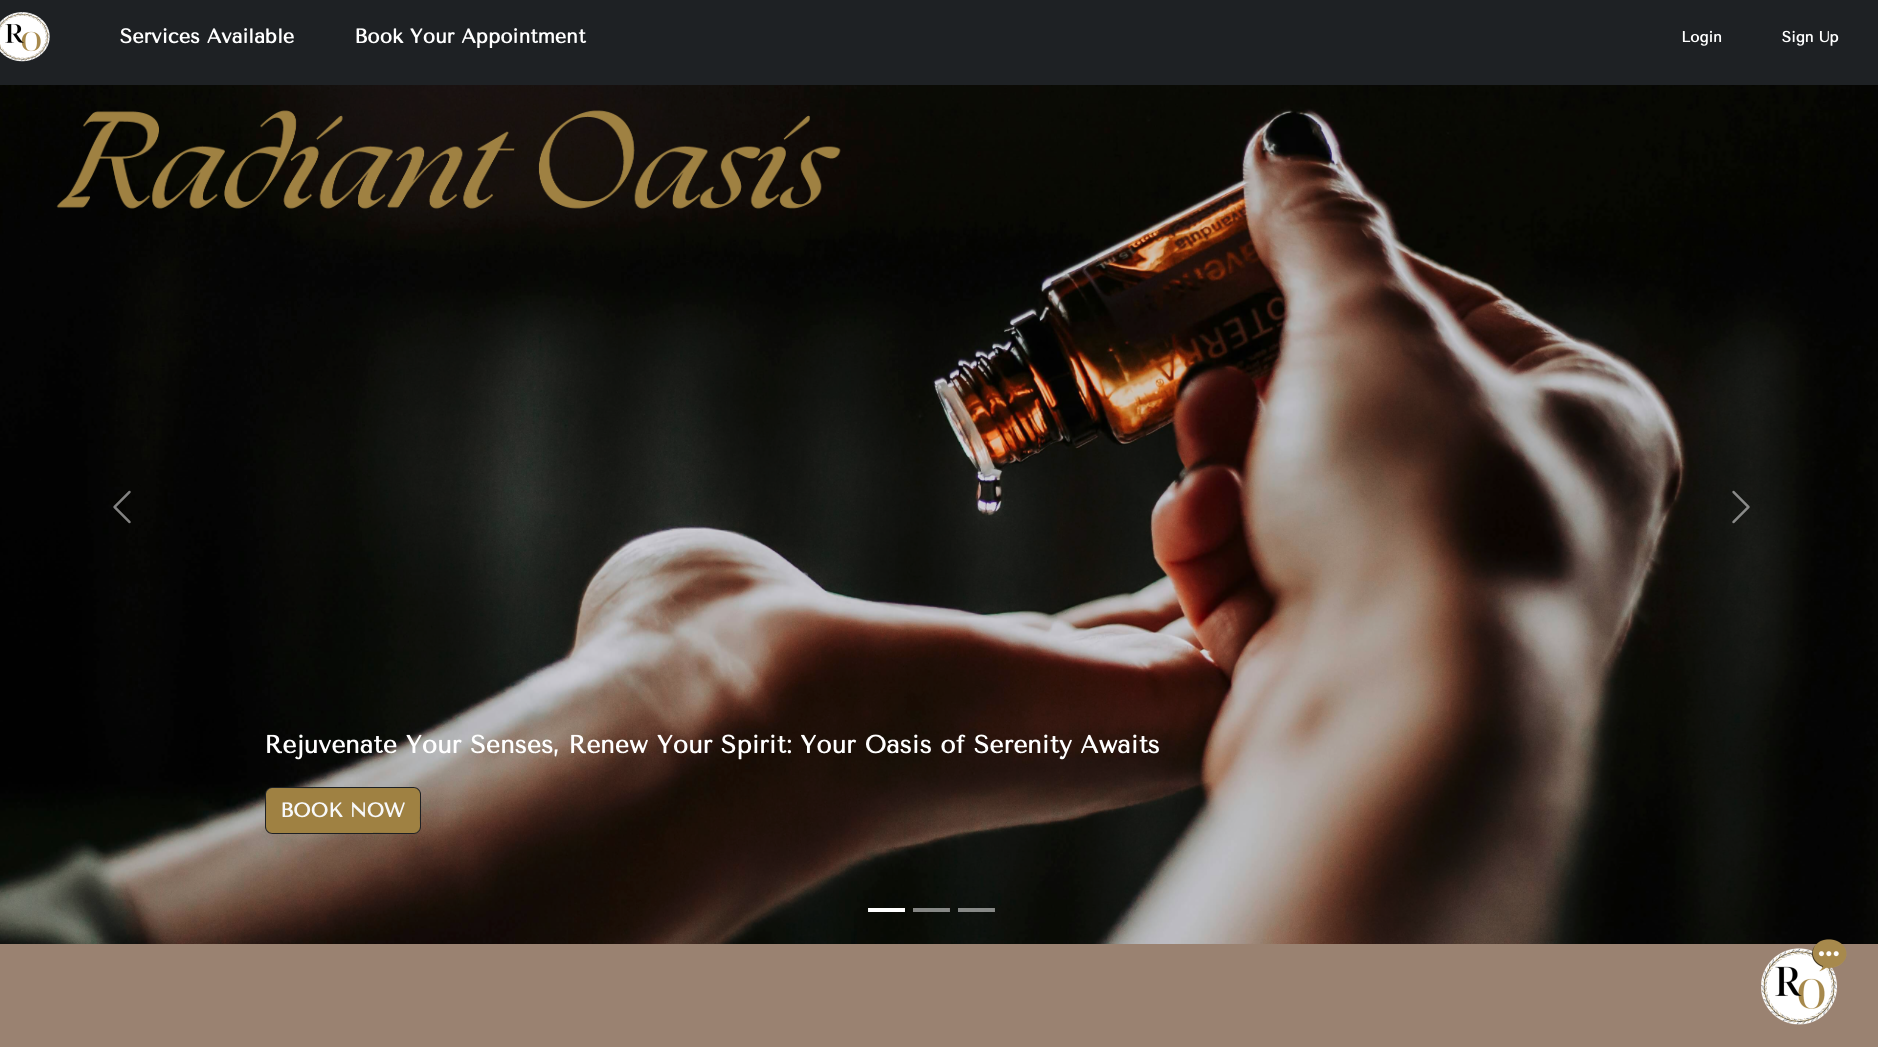 RO
Services Available
Book Your Appointment
Login
Sign Up
Radiant Oasis
Rejuvenate Your Senses, Renew Your Spirit: Your Oasis of Serenity Awaits
BOOK NOW
RO